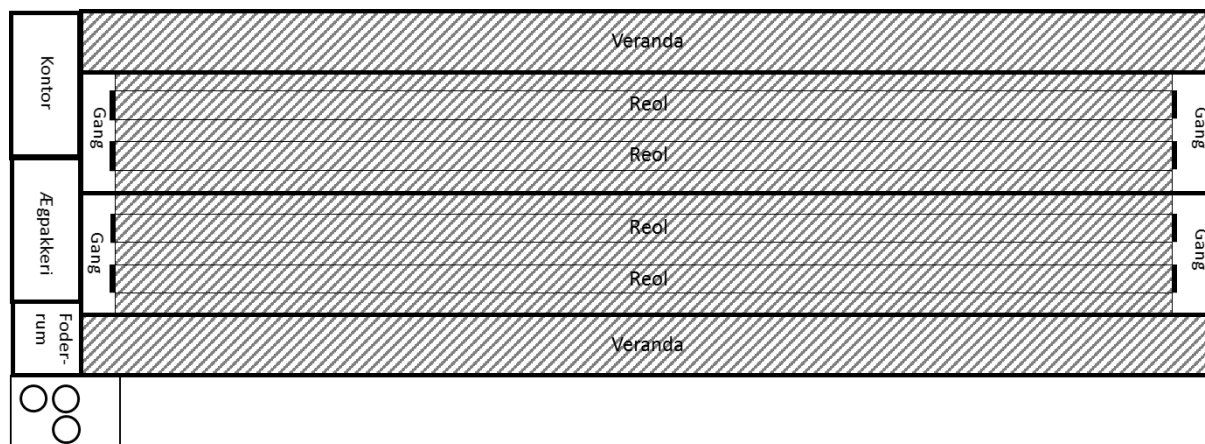 Veranda
Kontor
Gang
Reol
Gang
Reol
Ægpakkeri
Gang
Reol
Gang
Reol
Foder-
rum
Veranda